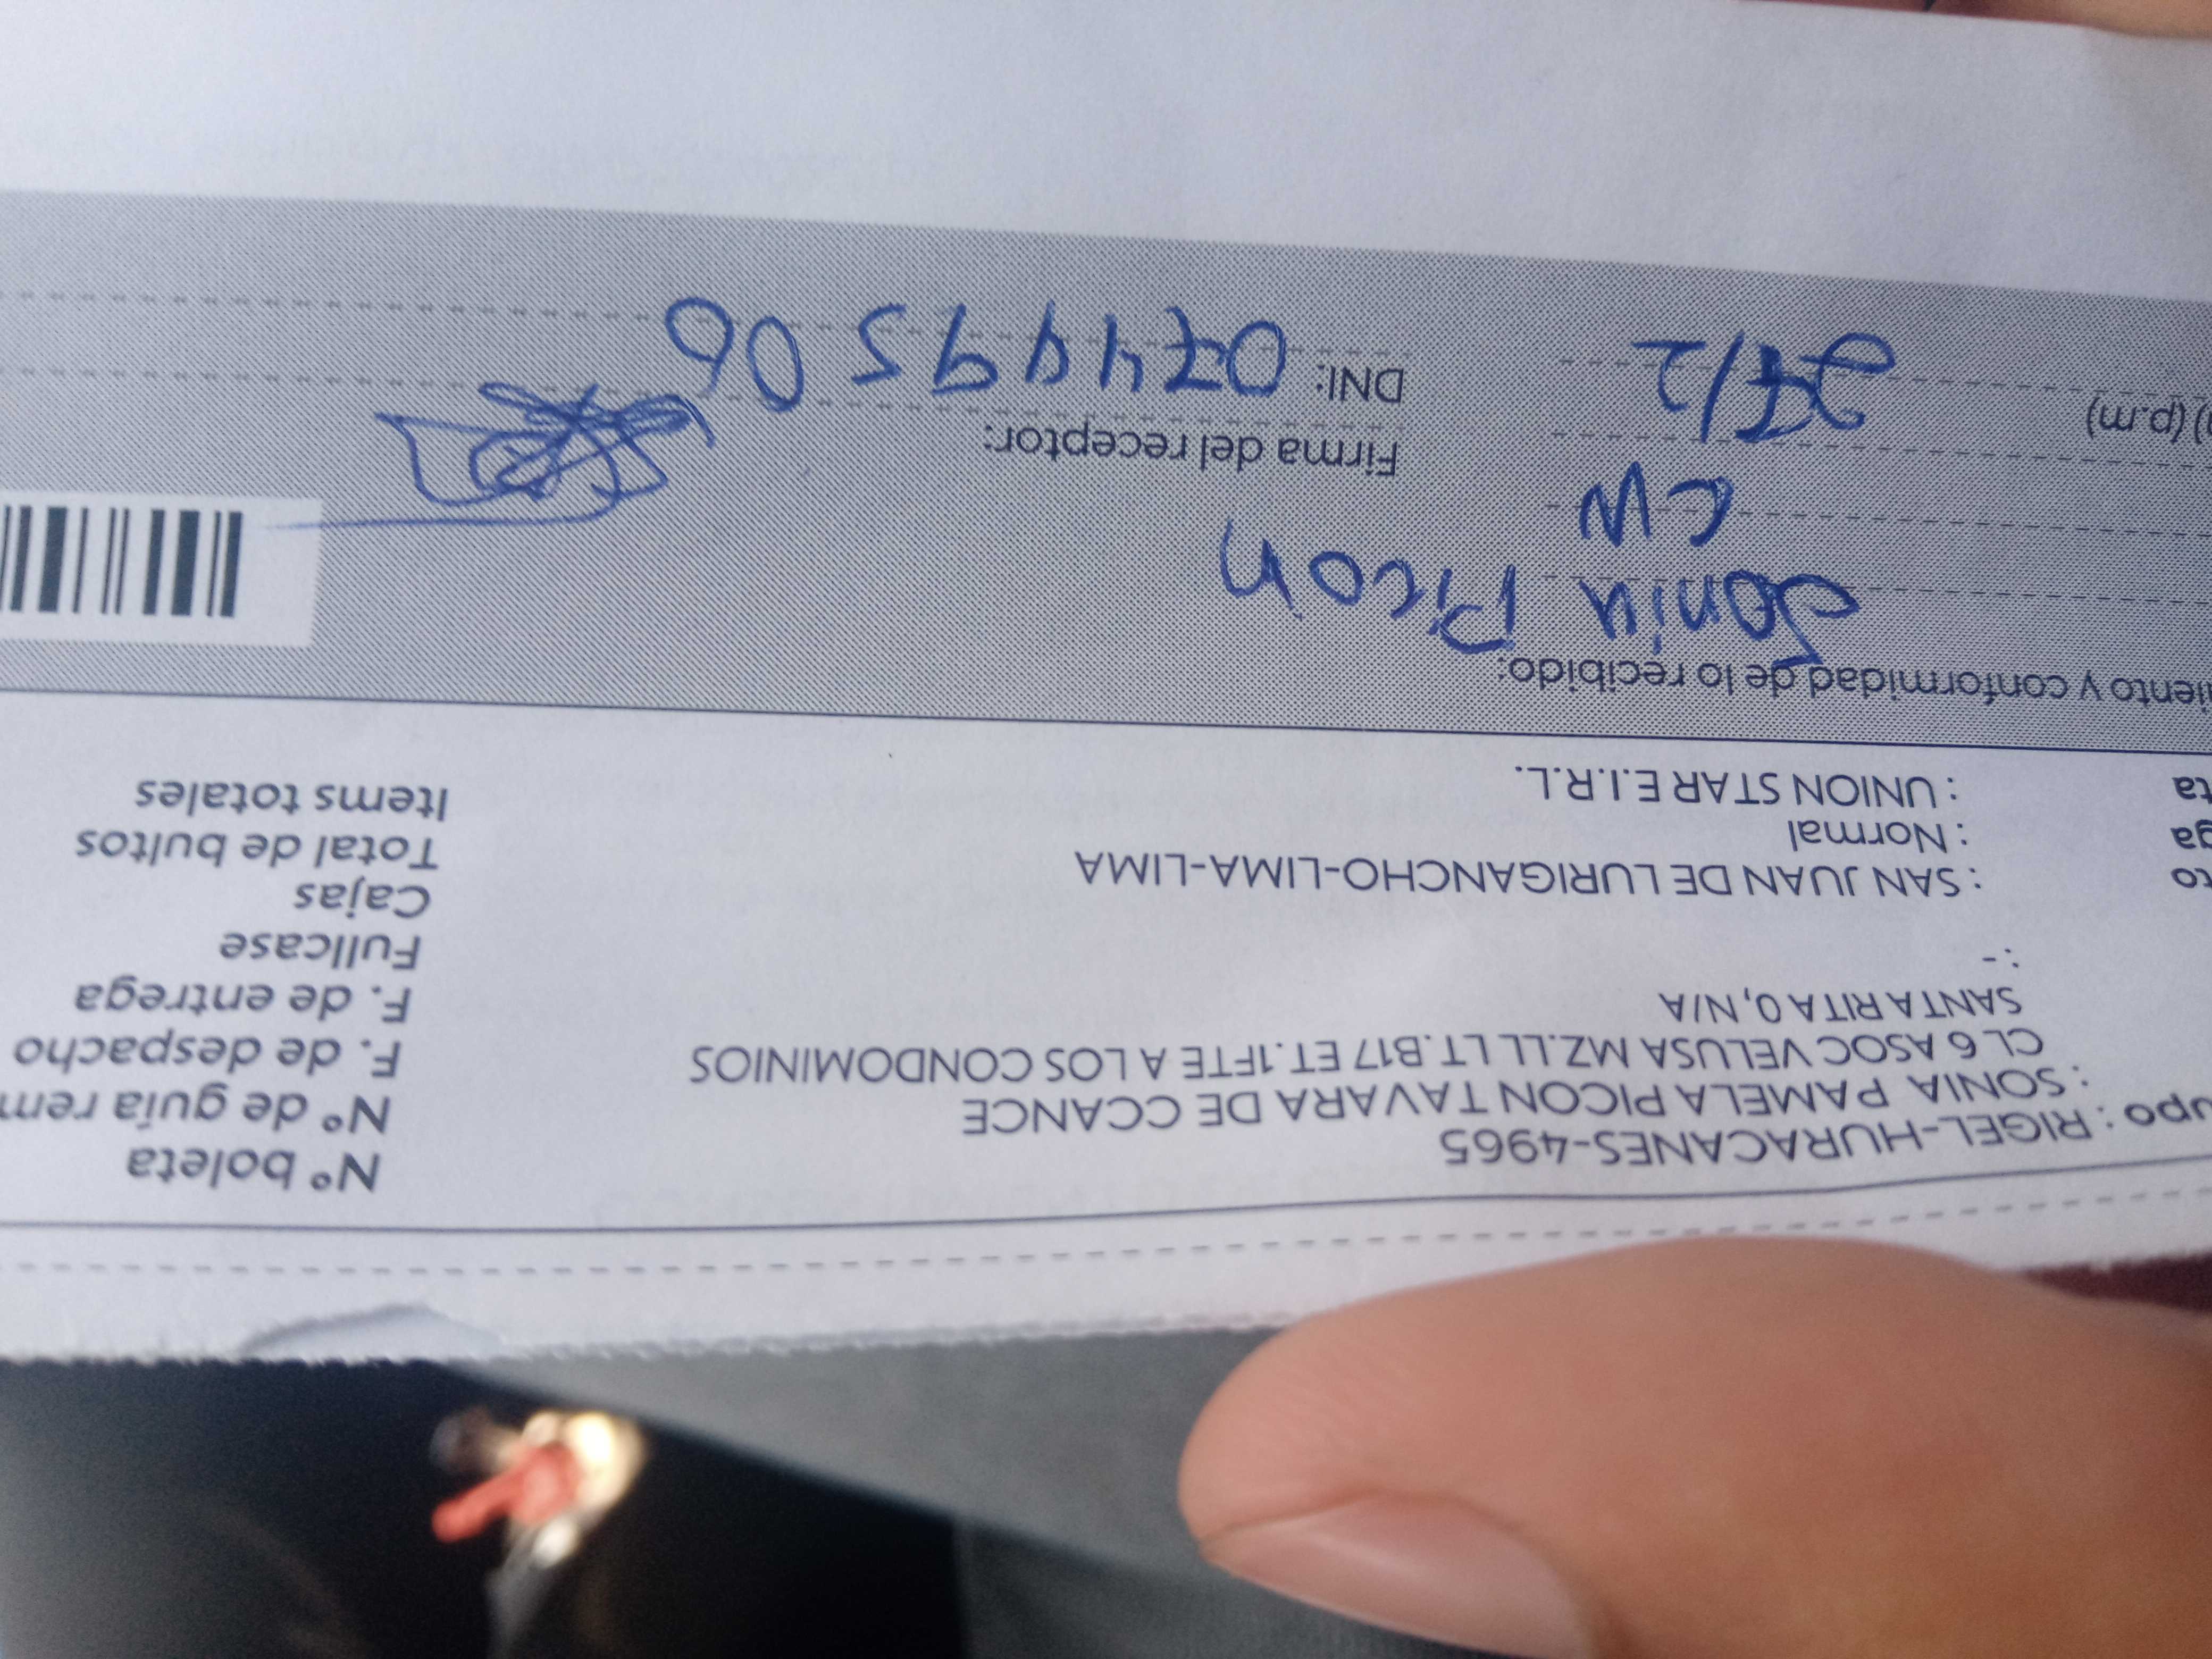 upo : RIGEL-HURACANES-4965
: SONIA PAMELA PICON TAVARA DE CCANCE
CL 6 ASOC VELUSA MZ.LL LT.B17 ET.1FTE A LOS CONDOMINIOS
SANTA RITA 0, N/A
: -
to : SAN JUAN DE LURIGANCHO-LIMA-LIMA
ga : Normal
ta : UNION STAR E.I.R.L.
Nº boleta
Nº de guía rem
F. de despacho
F. de entrega
Fullcase
Cajas
Total de bultos
Items totales
iento y conformidad de lo recibido:
Sonia Picon
CW
(p.m)
Firma del receptor:
DNI: 07449506